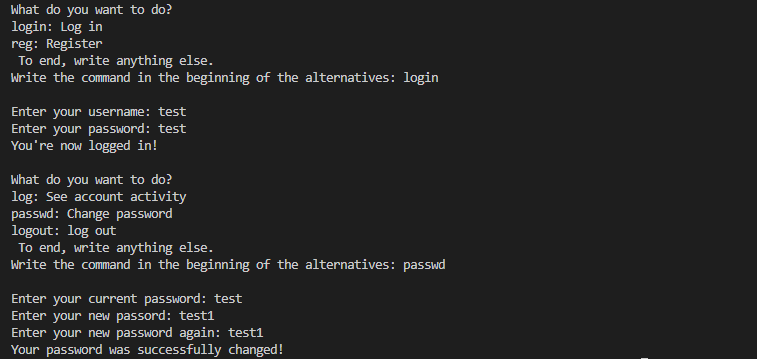 What do you want to do?
login: Log in
reg: Register
 To end, write anything else.
Write the command in the beginning of the alternatives: login

Enter your username: test
Enter your password: test
You're now logged in!

What do you want to do?
log: See account activity
passwd: Change password
logout: log out
 To end, write anything else.
Write the command in the beginning of the alternatives: passwd

Enter your current password: test
Enter your new passord: test1
Enter your new password again: test1
Your password was successfully changed!